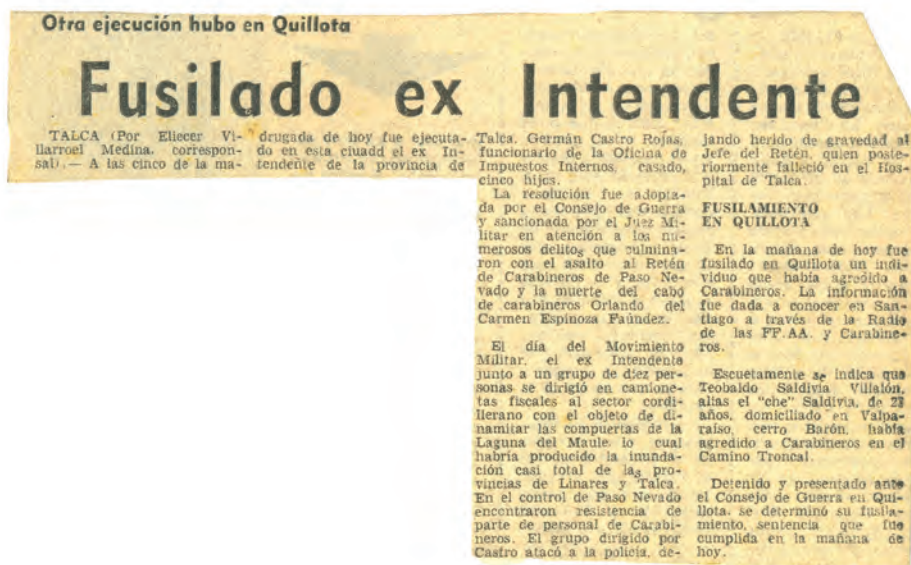 Otra ejecución hubo en Quillota
Fusilado ex Intendente
TALCA (Por Eliecer Vi-
llarroel Medina. correspon-
sal).— A las cinco de la ma-
drugada de hoy fue ejecuta-
do en esta ciuadd el ex In-
tendente de la provincia de
Talca. Germán Castro Rojas,
funcionario de la Oficina de
Impuestos Internos, casado,
cinco hijos.
La resolución fue adopta-
da por el Consejo de Guerra
y sancionada por el Juez Mi-
litar en atención a los nu-
merosos delitos que culmina-
ron con el asalto al Retén
de Carabineros de Paso Ne-
vado y la muerte del cabo
de carabineros Orlando del
Carmen Espinoza Faúndez.
El día del Movimiento
Militar, el ex Intendente
junto a un grupo de diez per-
sonas se dirigió en camione-
tas fiscales al sector cordi-
llerano con el objeto de di-
namitar las compuertas de la
Laguna del Maule, lo cual
habría producido la inunda-
ción casi total de las pro-
vincias de Linares y Talca.
En el control de Paso Nevado
encontraron resistencia de
parte de personal de Carabi-
neros. El grupo dirigido por
Castro atacó a la policía, de-
jando herido de gravedad al
Jefe del Retén, quien poste-
riormente falleció en el Hos-
pital de Talca.
FUSILAMIENTO
EN QUILLOTA
En la mañana de hoy fue
fusilado en Quillota un indi-
viduo que había agredido a
Carabineros. La información
fue dada a conocer en San-
tiago a través de la Radio
de las FF.AA. y Carabine-
ros.
Escuetamente se indica que
Teobaldo Saldivia Villalón,
alias el "che" Saldivia, de
años, domiciliado en Valpa-
raíso, cerro Barón, había
agredido a Carabineros en el
Camino Troncal.
Detenido y presentado ante
el Consejo de Guerra en Qui-
llota, se determinó su fusila-
miento, sentencia que fue
cumplida en la mañana de
hoy.